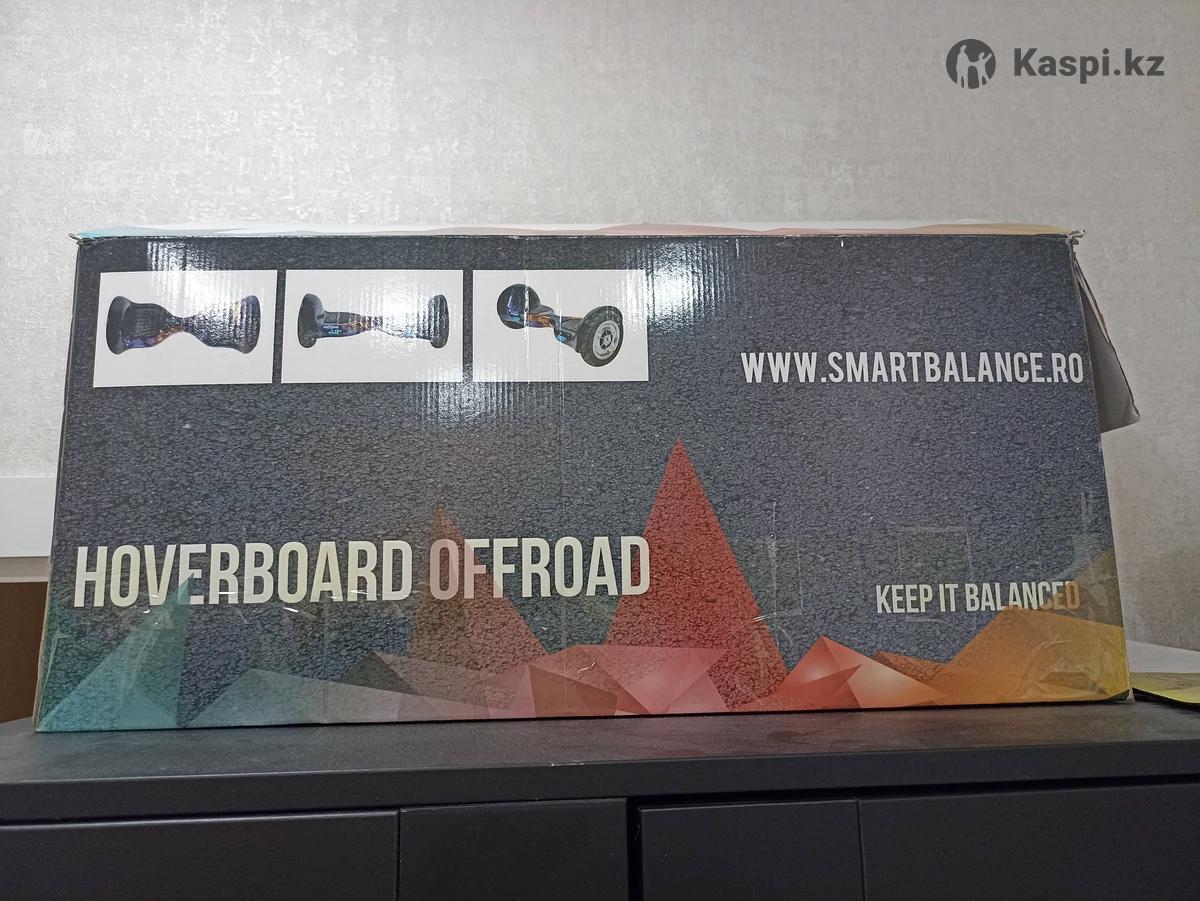 Kaspi.kz
WWW.SMARTBALANCE.RO
HOVERBOARD OFFROAD
KEEP IT BALANCED